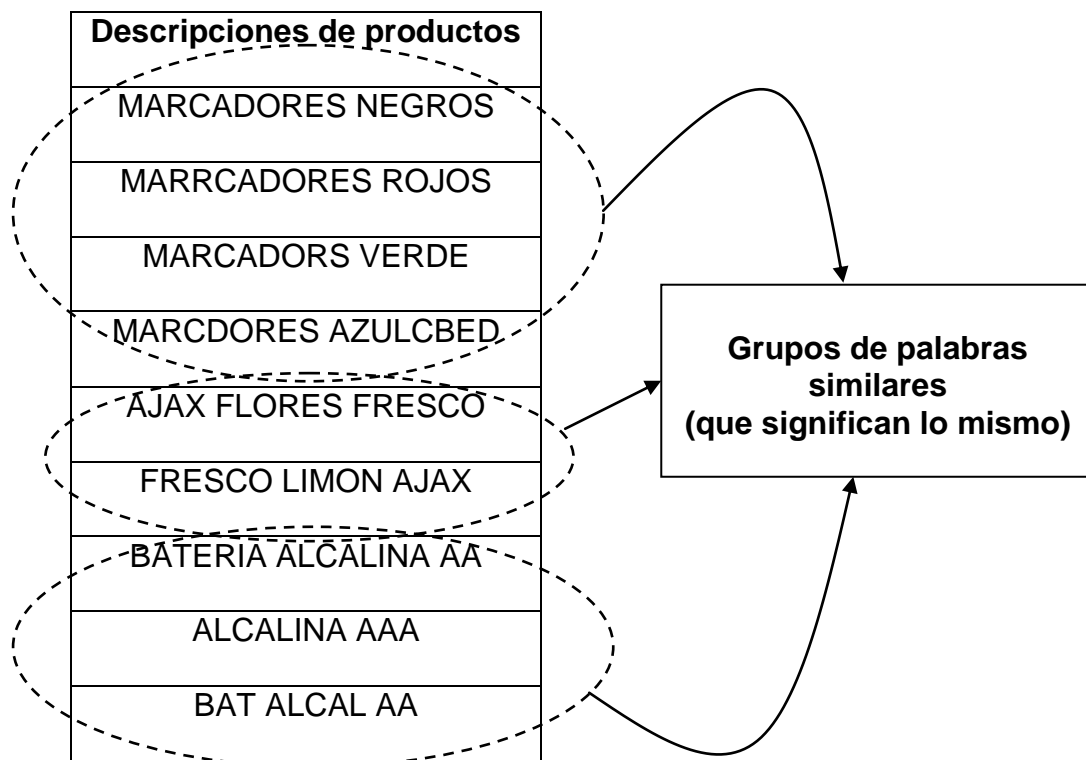 Descripciones de productos
MARCADORES NEGROS
MARRCADORES ROJOS
MARCADORS VERDE
MARCDORES AZULCBED
AJAX FLORES FRESCO
FRESCO LIMON AJAX
BATERIA ALCALINA AA
ALCALINA AAA
BAT ALCAL AA
Grupos de palabras
similares
(que significan lo mismo)